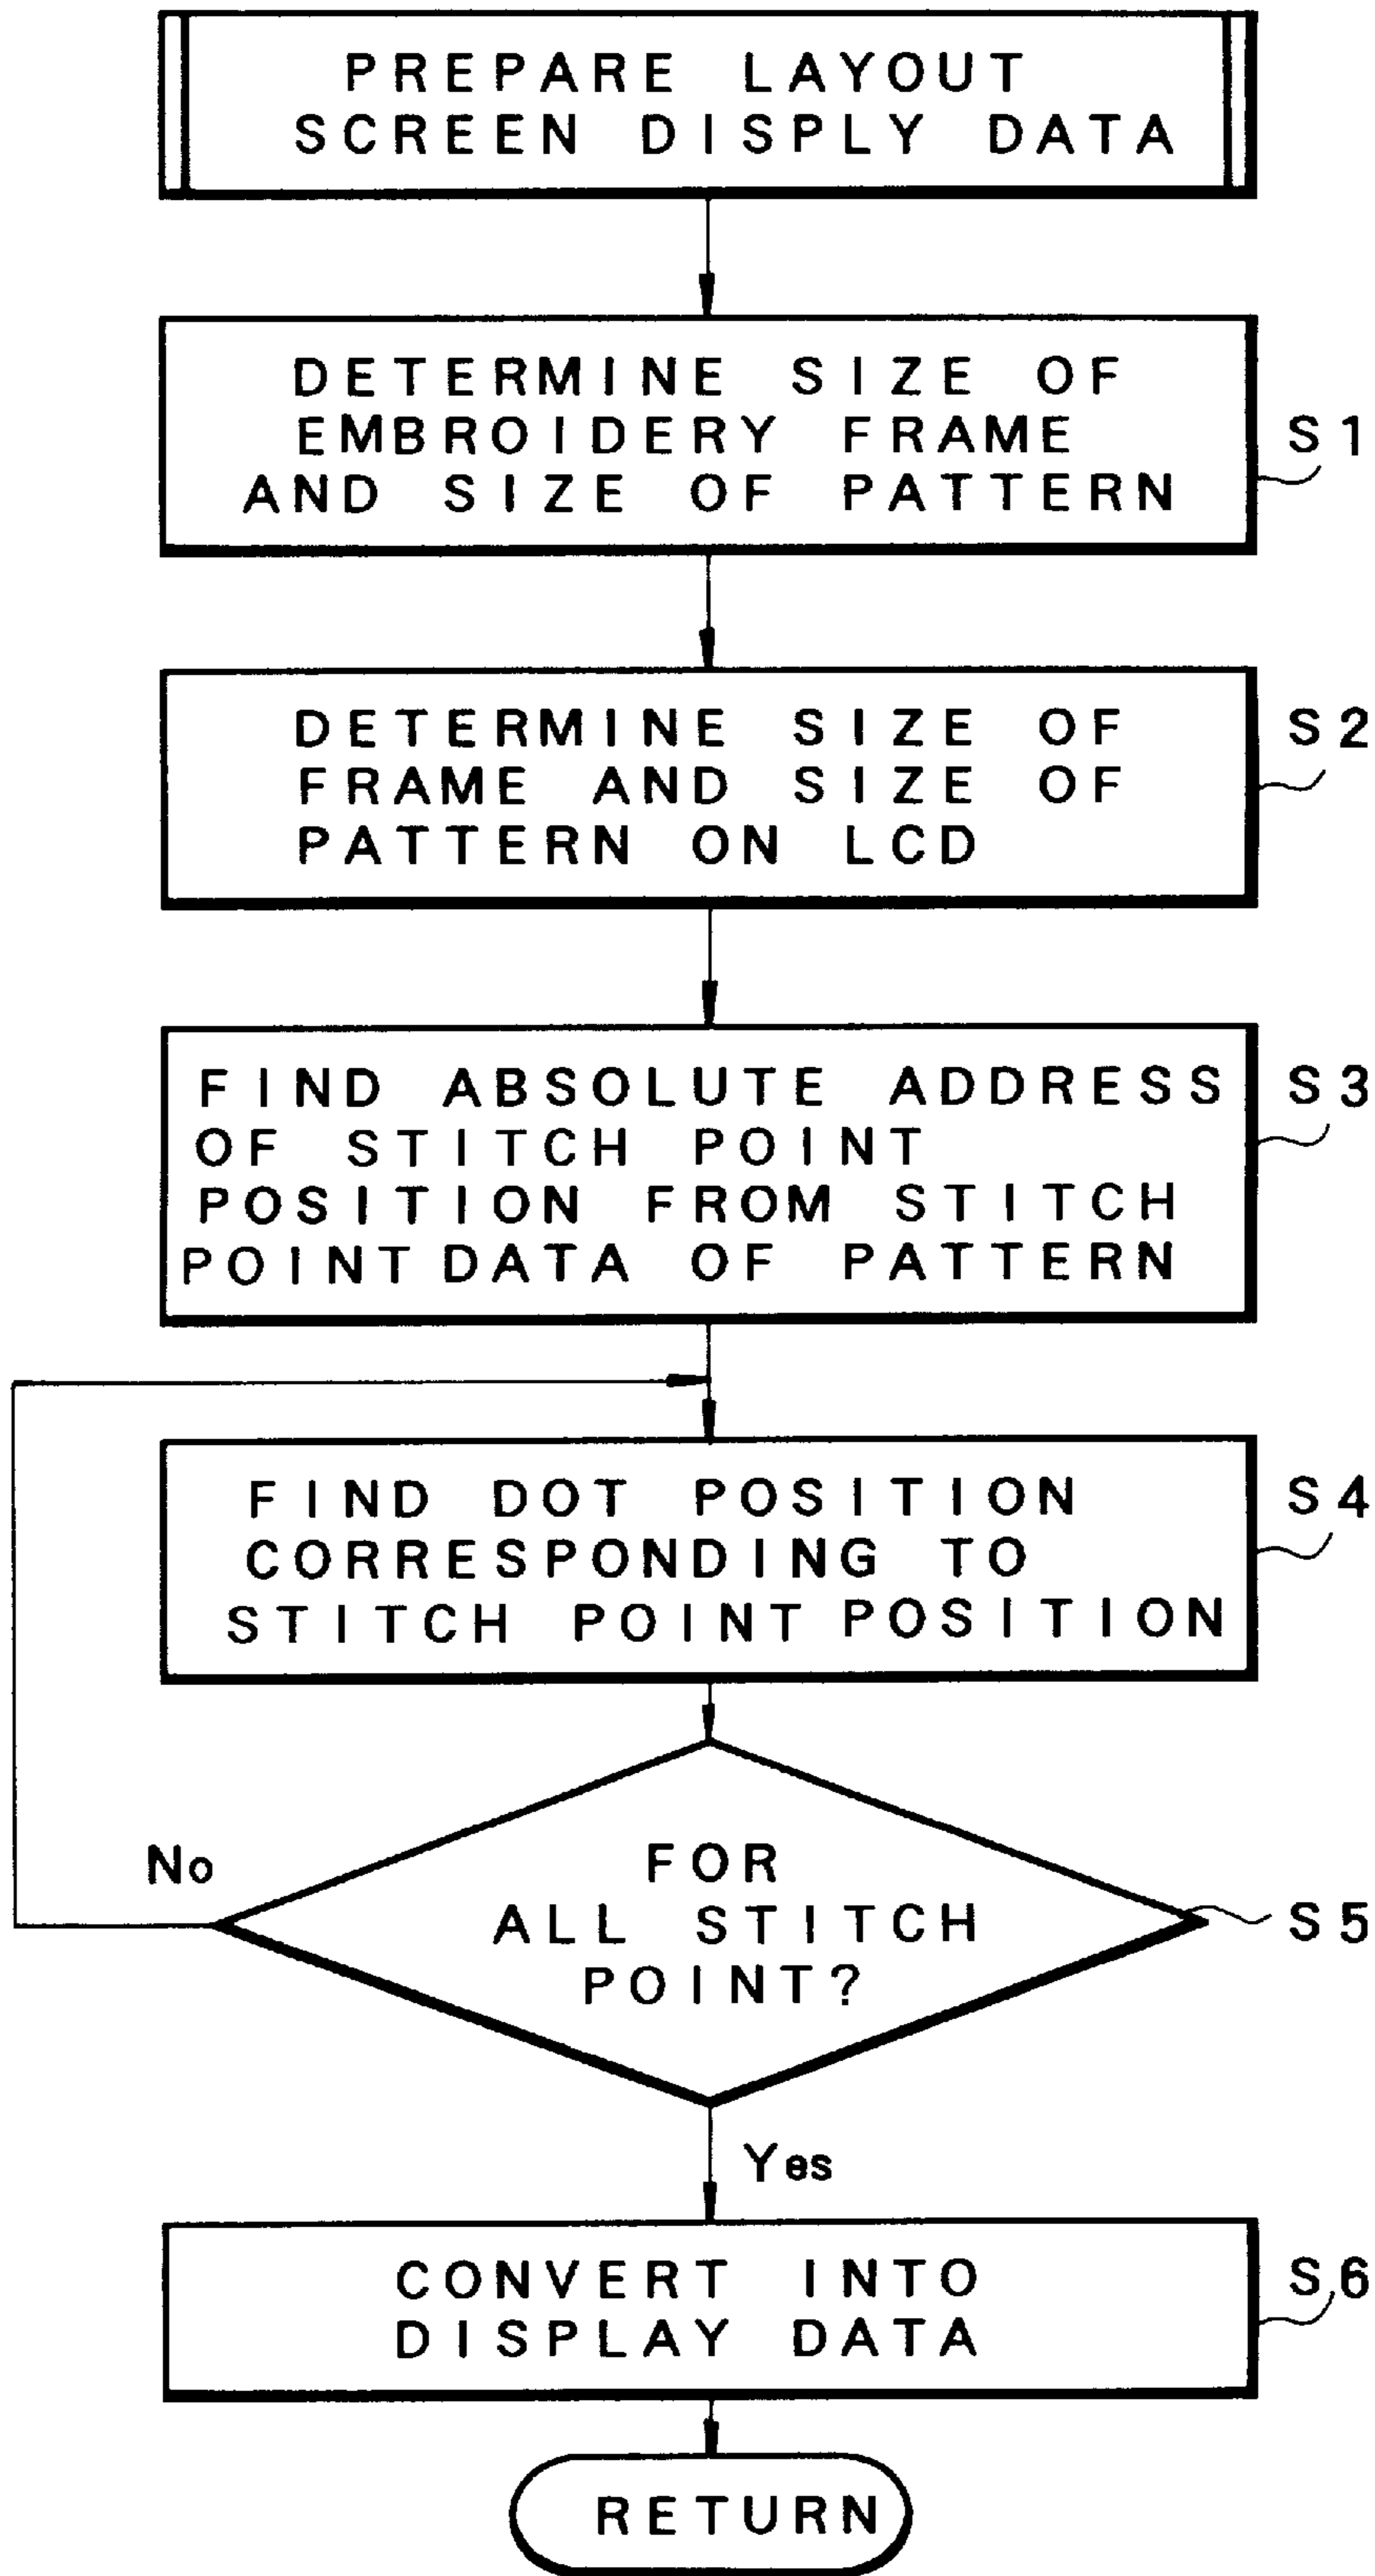 PREPARE LAYOUT
SCREEN DISPLY DATA
DETERMINE SIZE OF
EMBROIDERY FRAME
AND SIZE OF PATTERN
S1
DETERMINE SIZE OF
FRAME AND SIZE OF
PATTERN ON LCD
S2
FIND ABSOLUTE ADDRESS
OF STITCH POINT
POSITION FROM STITCH
POINT DATA OF PATTERN
S3
FIND DOT POSITION
CORRESPONDING TO
STITCH POINT POSITION
S4
No
FOR
ALL STITCH
POINT?
S5
Yes
CONVERT INTO
DISPLAY DATA
S6
RETURN